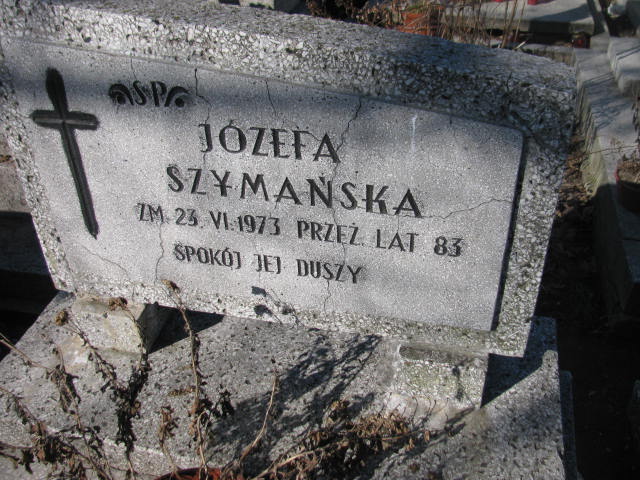 ŚP
JÓZEFA
SZYMAŃSKA
ZM. 23. VI. 1973 PRZEŻ. LAT 83
SPOKÓJ JEJ DUSZY